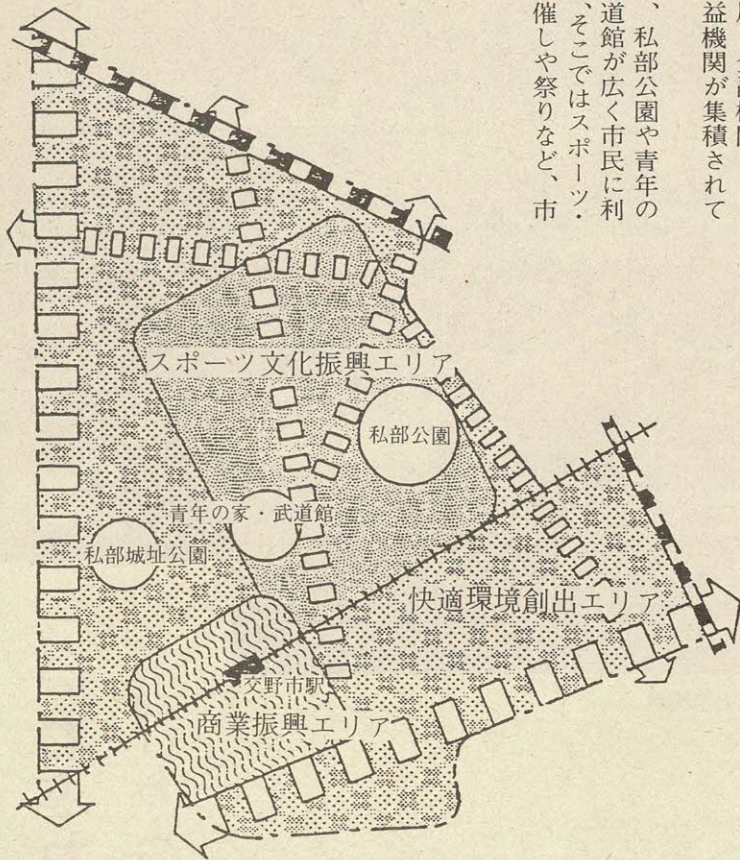 益機関が集積されて
、私部公園や青年の
道館が広く市民に利
、そこではスポーツ・
催しや祭りなど、市
スポーツ文化振興エリア
私部公園
青年の家・武道館
私部城址公園
快適環境創出エリア
交野市駅
商業振興エリア